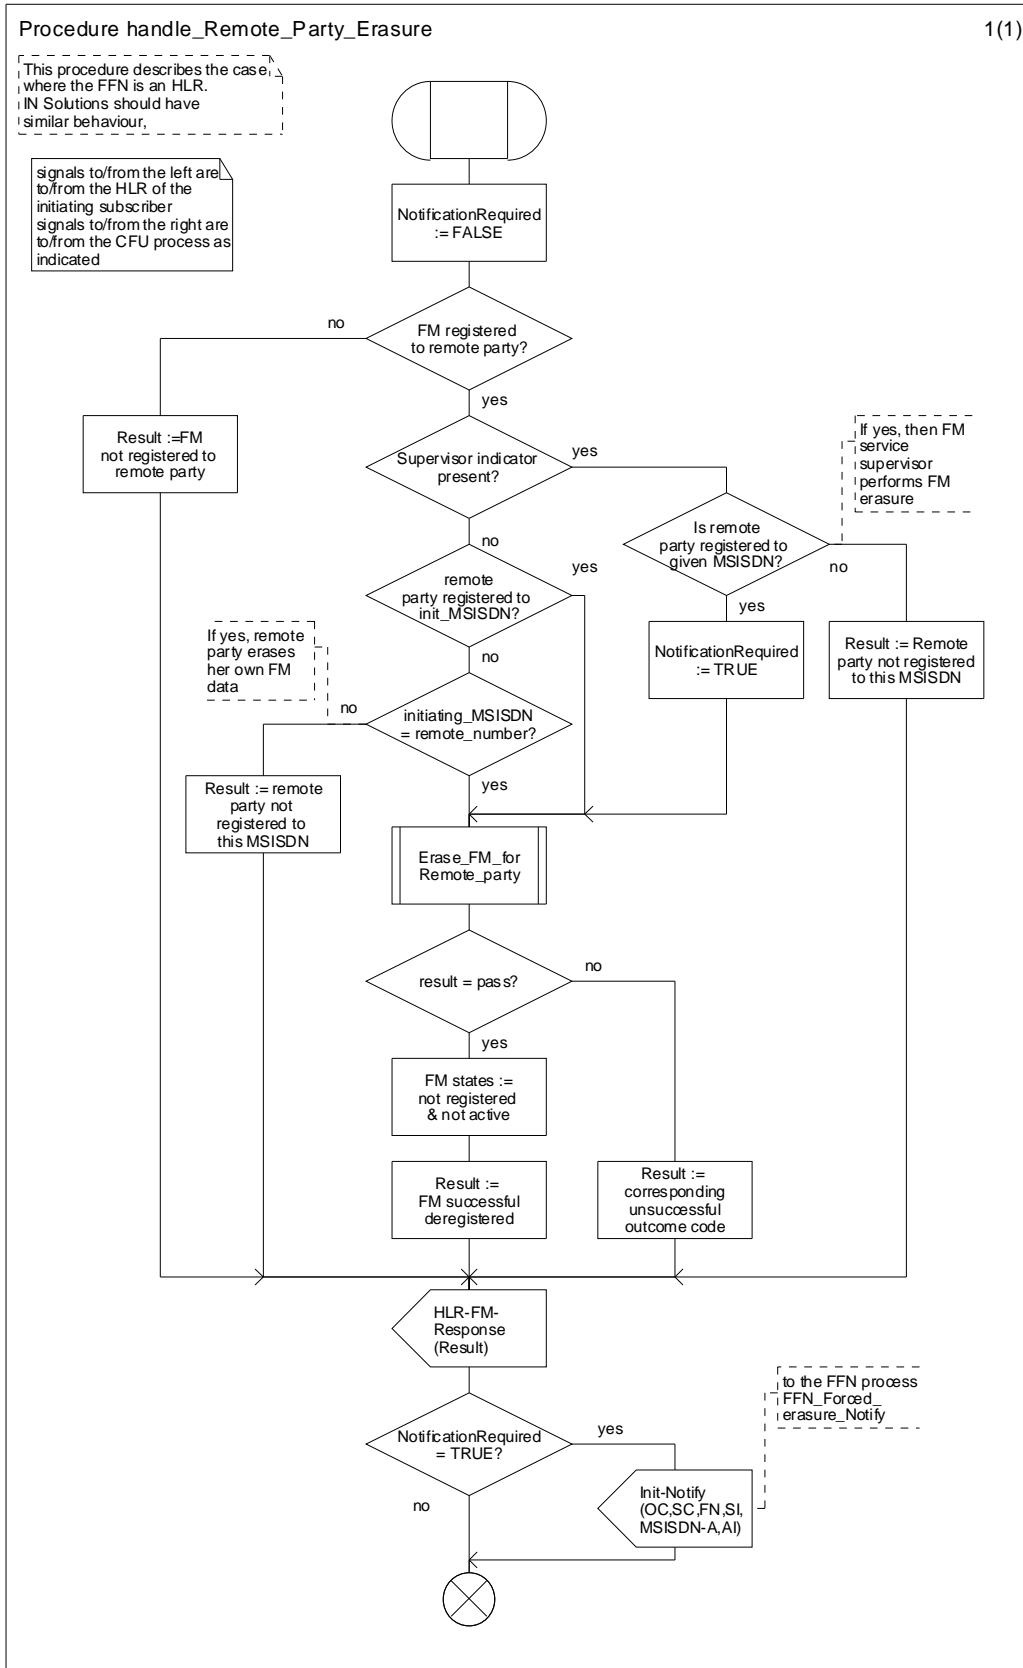 Procedure handle_Remote_Party_Erasure
1(1)
This procedure describes the case
where the FFN is an HLR.
IN Solutions should have
similar behaviour,
signals to/from the left are
to/from the HLR of the
initiating subscriber
signals to/from the right are
to/from the CFU process as
indicated
NotificationRequired
:= FALSE
FM registered
to remote party?
no
yes
Result :=FM
not registered to
remote party
Supervisor indicator
present?
yes
no
If yes, then FM
service
supervisor
performs FM
erasure
Is remote
party registered to
given MSISDN?
no
yes
remote
party registered to
init_MSISDN?
yes
no
If yes, remote
party erases
her own FM
data
NotificationRequired
:= TRUE
Result := Remote
party not registered
to this MSISDN
initiating_MSISDN
= remote_number?
no
yes
Result := remote
party not
registered to
this MSISDN
Erase_FM_for
Remote_party
result = pass?
no
yes
FM states :=
not registered
& not active
Result :=
FM successful
deregistered
Result :=
corresponding
unsuccessful
outcome code
HLR-FM-
Response
(Result)
to the FFN process
FFN_Forced_
erasure_Notify
NotificationRequired
= TRUE?
yes
no
Init-Notify
(OC,SC,FN,SI,
MSISDN-A,AI)